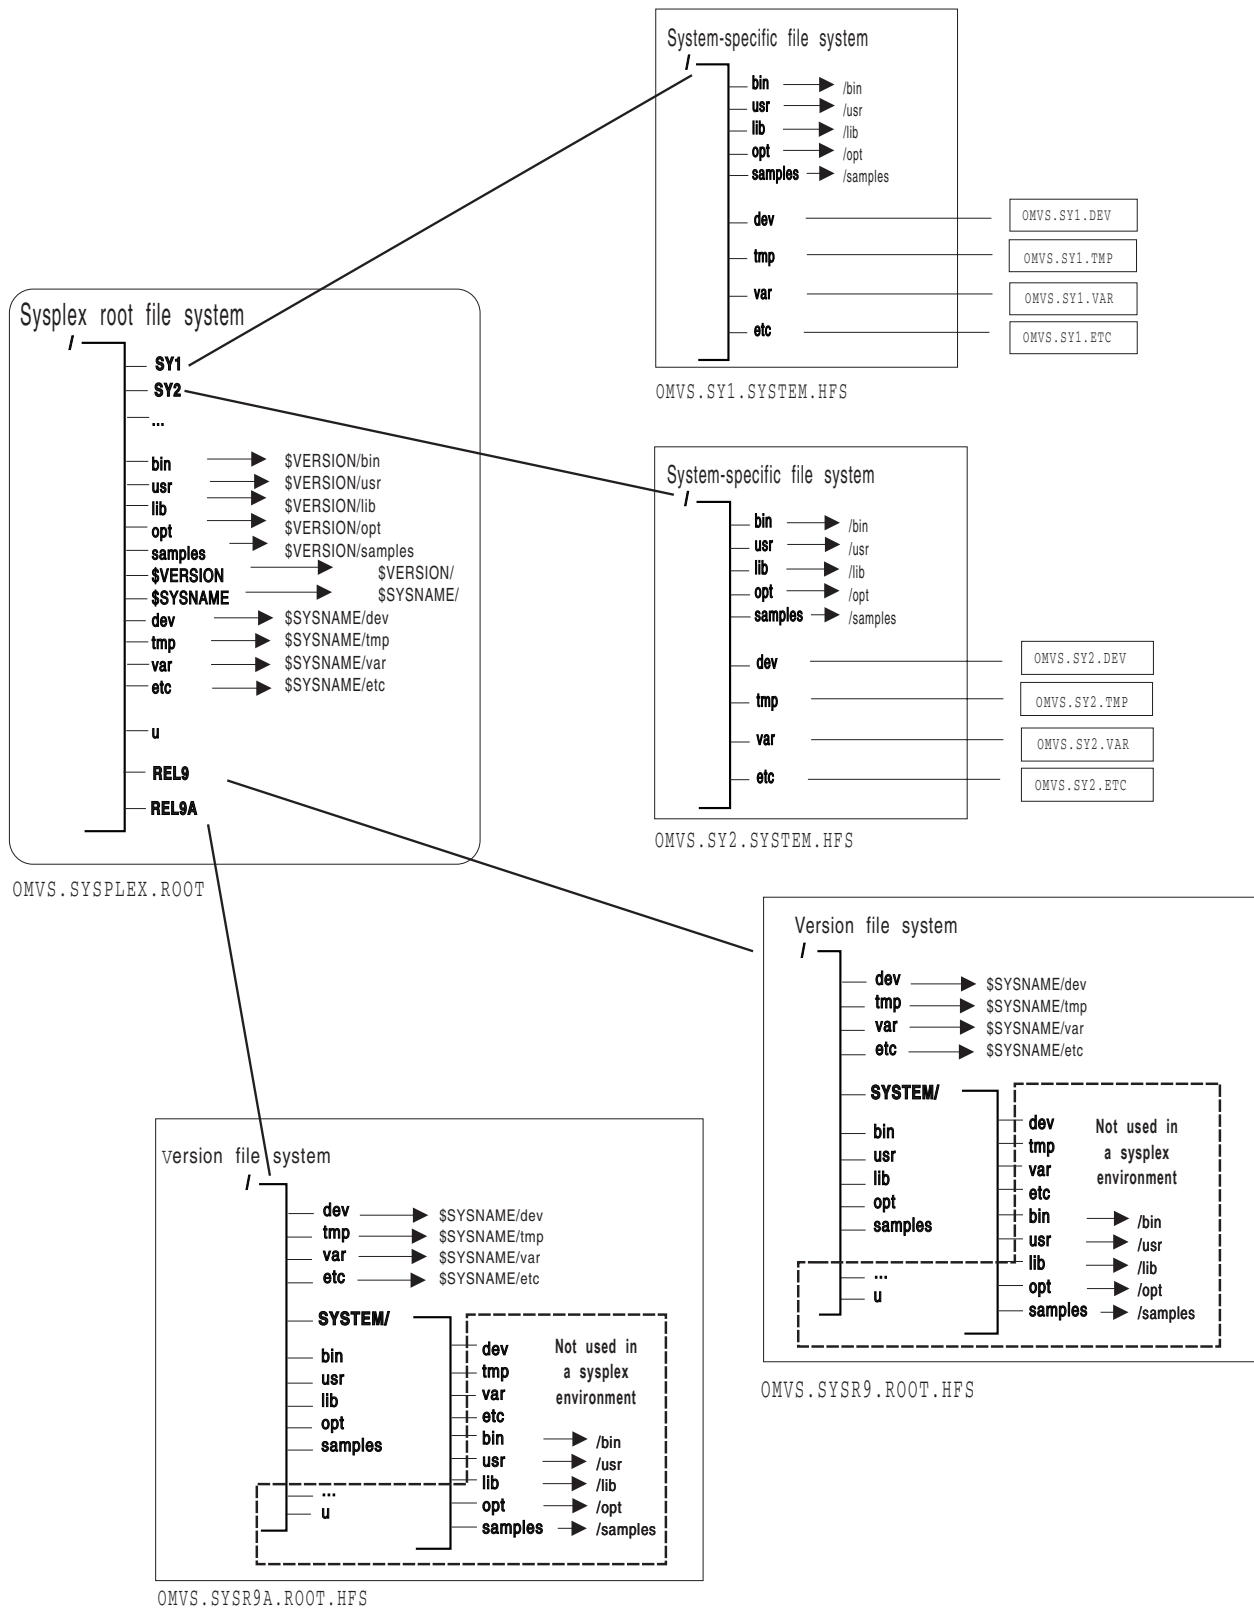 System-specific file system
/
bin /bin
usr /usr
lib /lib
opt /opt
samples /samples
dev OMVS.SY1.DEV
tmp OMVS.SY1.TMP
var OMVS.SY1.VAR
etc OMVS.SY1.ETC
OMVS.SY1.SYSTEM.HFS
Sysplex root file system
/
SY1
SY2
...
bin $VERSION/bin
usr $VERSION/usr
lib $VERSION/lib
opt $VERSION/opt
samples $VERSION/samples
$VERSION $VERSION/
$SYSNAME $SYSNAME/
dev $SYSNAME/dev
tmp $SYSNAME/tmp
var $SYSNAME/var
etc $SYSNAME/etc
u
REL9
REL9A
OMVS.SYSPLEX.ROOT
System-specific file system
/
bin /bin
usr /usr
lib /lib
opt /opt
samples /samples
dev OMVS.SY2.DEV
tmp OMVS.SY2.TMP
var OMVS.SY2.VAR
etc OMVS.SY2.ETC
OMVS.SY2.SYSTEM.HFS
Version file system
/
dev $SYSNAME/dev
tmp $SYSNAME/tmp
var $SYSNAME/var
etc $SYSNAME/etc
SYSTEM/
bin
usr
lib
opt
samples
...
u
dev
tmp
var
etc
bin /bin
usr /usr
lib /lib
opt /opt
samples /samples
Not used in
a sysplex
environment
OMVS.SYSR9.ROOT.HFS
Version file system
/
dev $SYSNAME/dev
tmp $SYSNAME/tmp
var $SYSNAME/var
etc $SYSNAME/etc
SYSTEM/
bin
usr
lib
opt
samples
...
u
dev
tmp
var
etc
bin /bin
usr /usr
lib /lib
opt /opt
samples /samples
Not used in
a sysplex
environment
OMVS.SYSR9A.ROOT.HFS